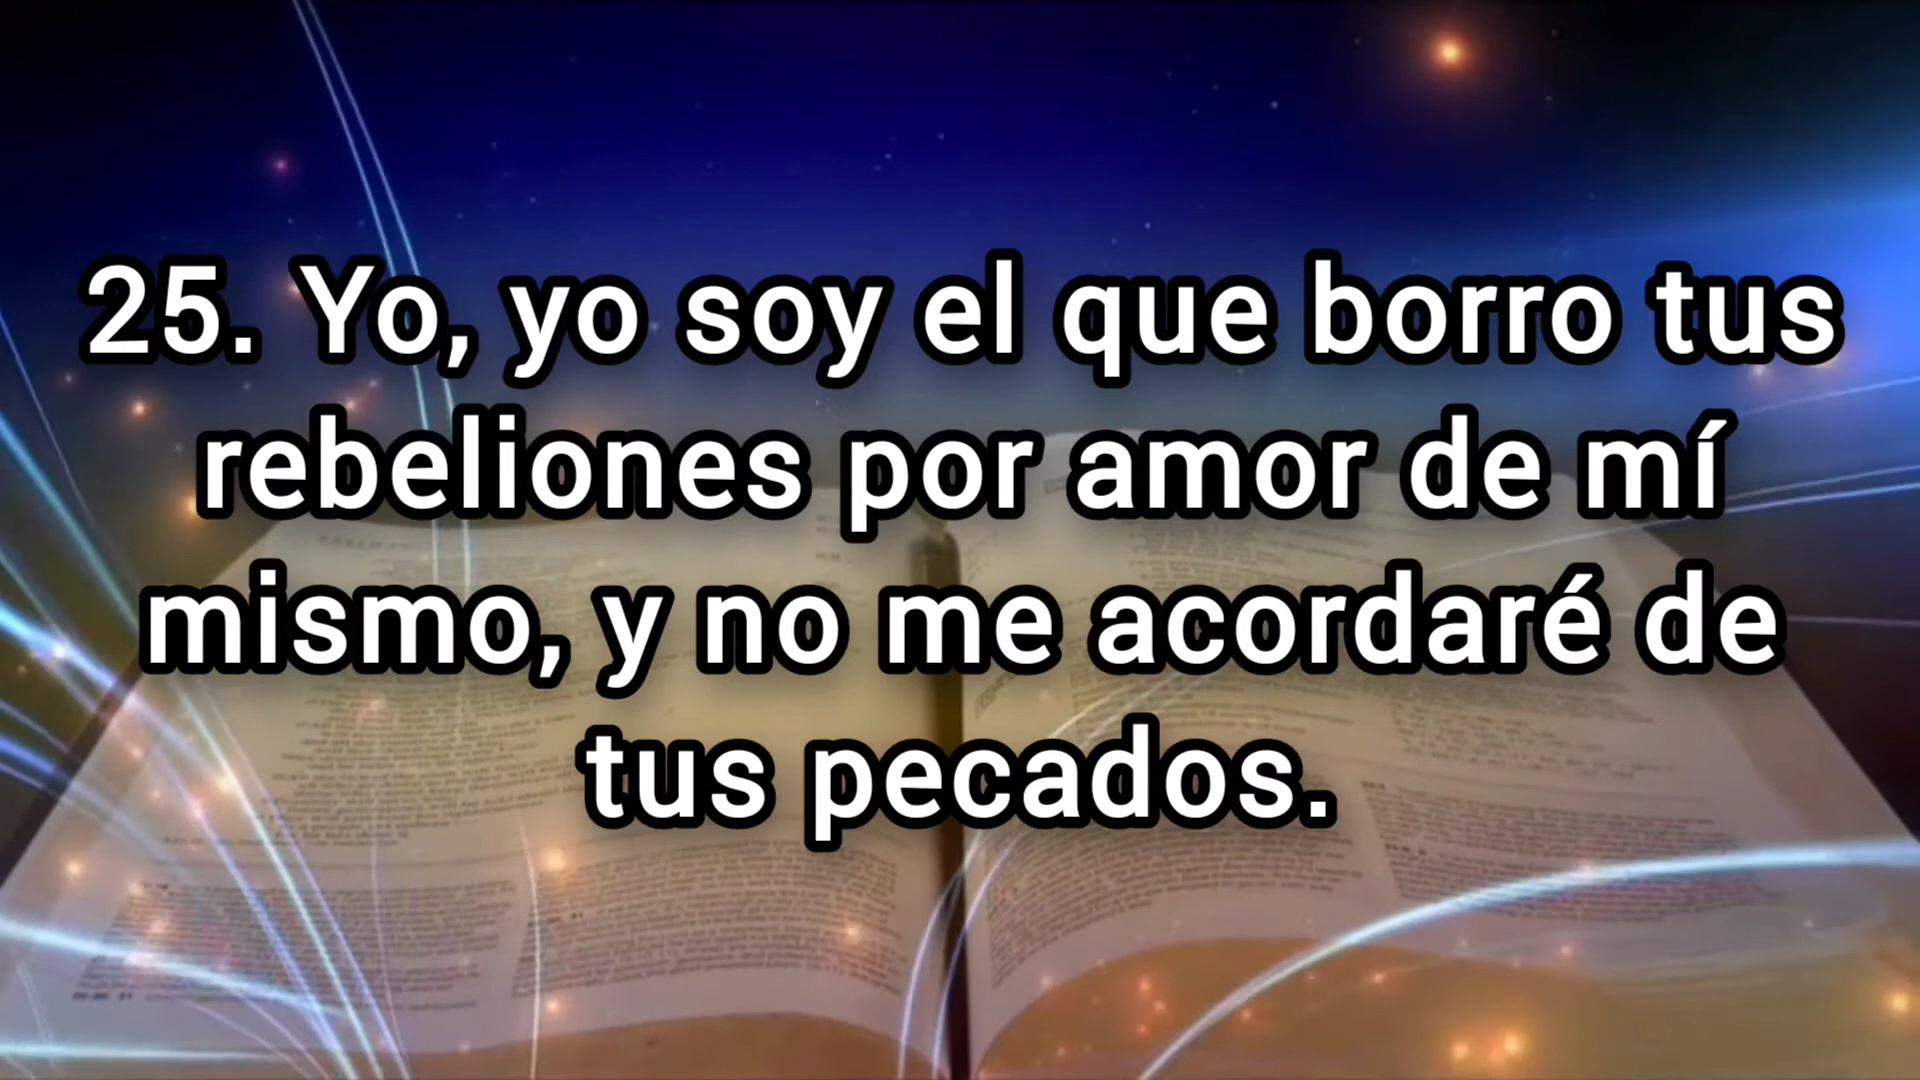 25. Yo, yo soy el que borro tus
rebeliones por amor de mí
mismo, y no me acordaré de
tus pecados.